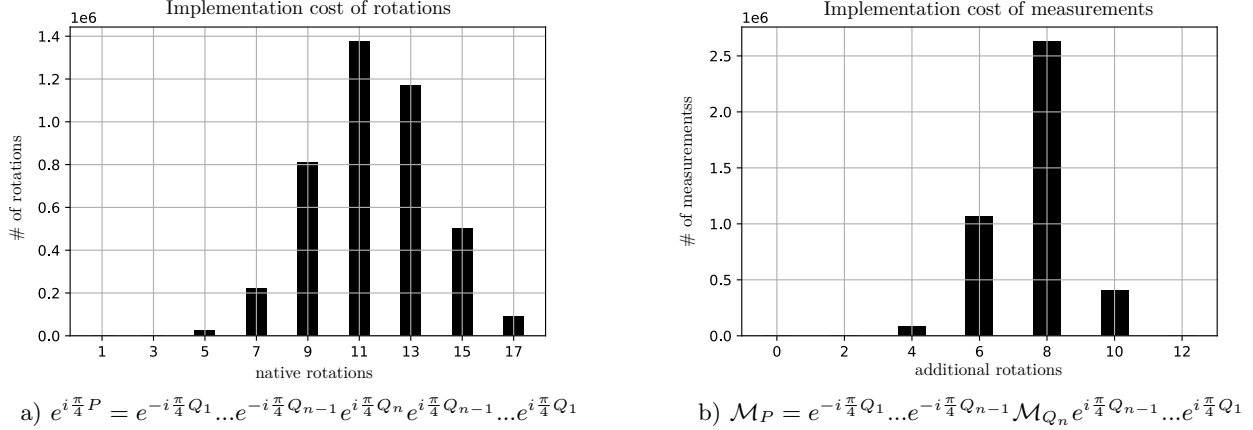 Implementation cost of rotations
1e6
1.4
1.2
1.0
0.8
0.6
0.4
0.2
0.0
# of rotations
1 3 5 7 9 11 13 15 17
native rotations
a) $e^{i\frac{\pi}{4}P} = e^{-i\frac{\pi}{4}Q_1}...e^{-i\frac{\pi}{4}Q_{n-1}}e^{i\frac{\pi}{4}Q_n}e^{i\frac{\pi}{4}Q_{n-1}}...e^{i\frac{\pi}{4}Q_1}$
Implementation cost of measurements
1e6
2.5
2.0
1.5
1.0
0.5
0.0
# of measurementss
0 2 4 6 8 10 12
additional rotations
b) $\mathcal{M}_P = e^{-i\frac{\pi}{4}Q_1}...e^{-i\frac{\pi}{4}Q_{n-1}}\mathcal{M}_{Q_n}e^{i\frac{\pi}{4}Q_{n-1}}...e^{i\frac{\pi}{4}Q_1}$